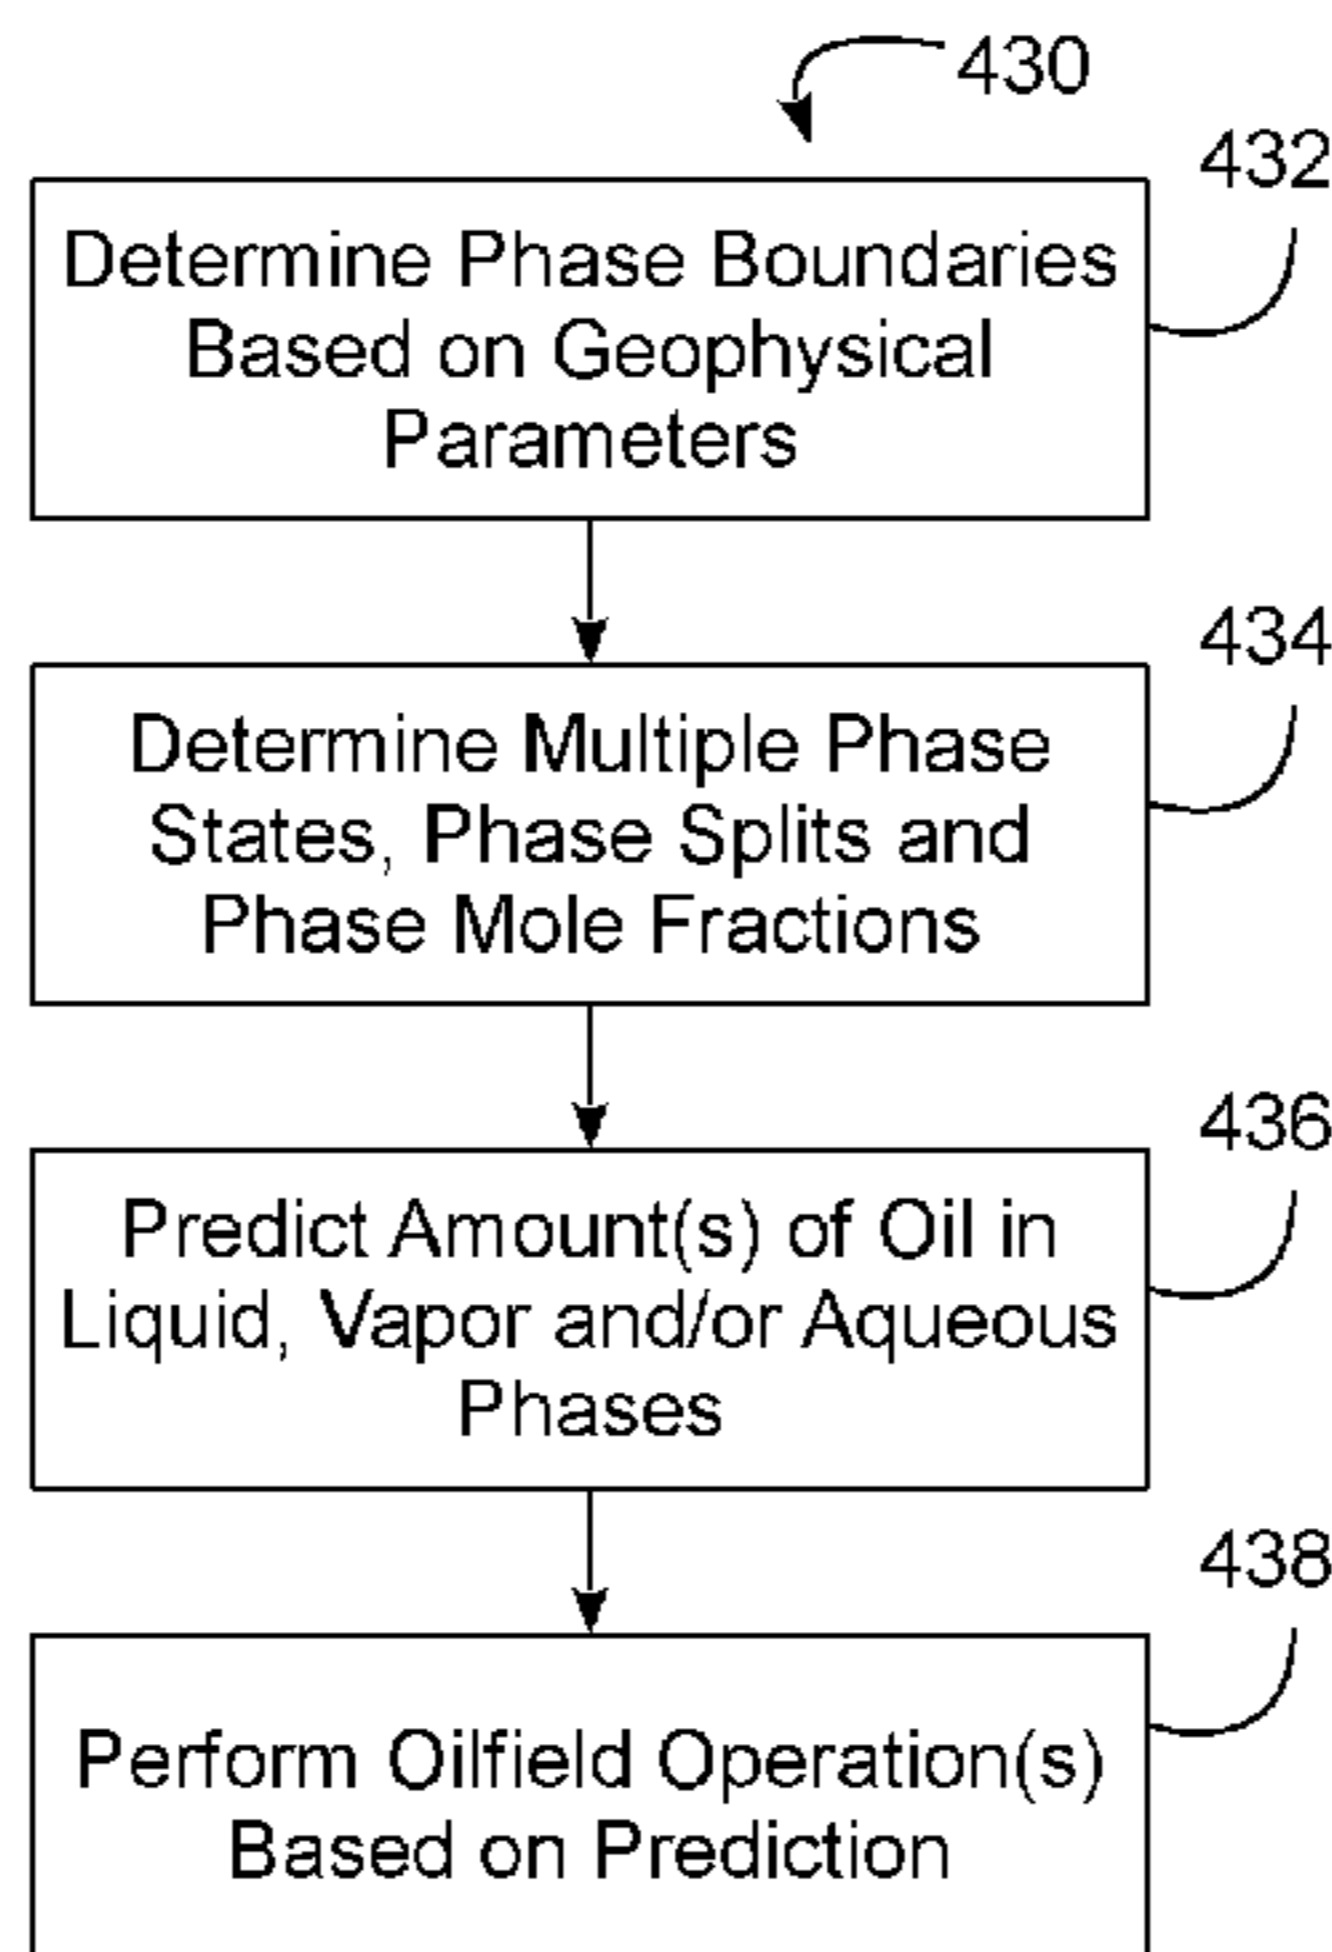 430
432
Determine Phase Boundaries
Based on Geophysical
Parameters
434
Determine Multiple Phase
States, Phase Splits and
Phase Mole Fractions
436
Predict Amount(s) of Oil in
Liquid, Vapor and/or Aqueous
Phases
438
Perform Oilfield Operation(s)
Based on Prediction